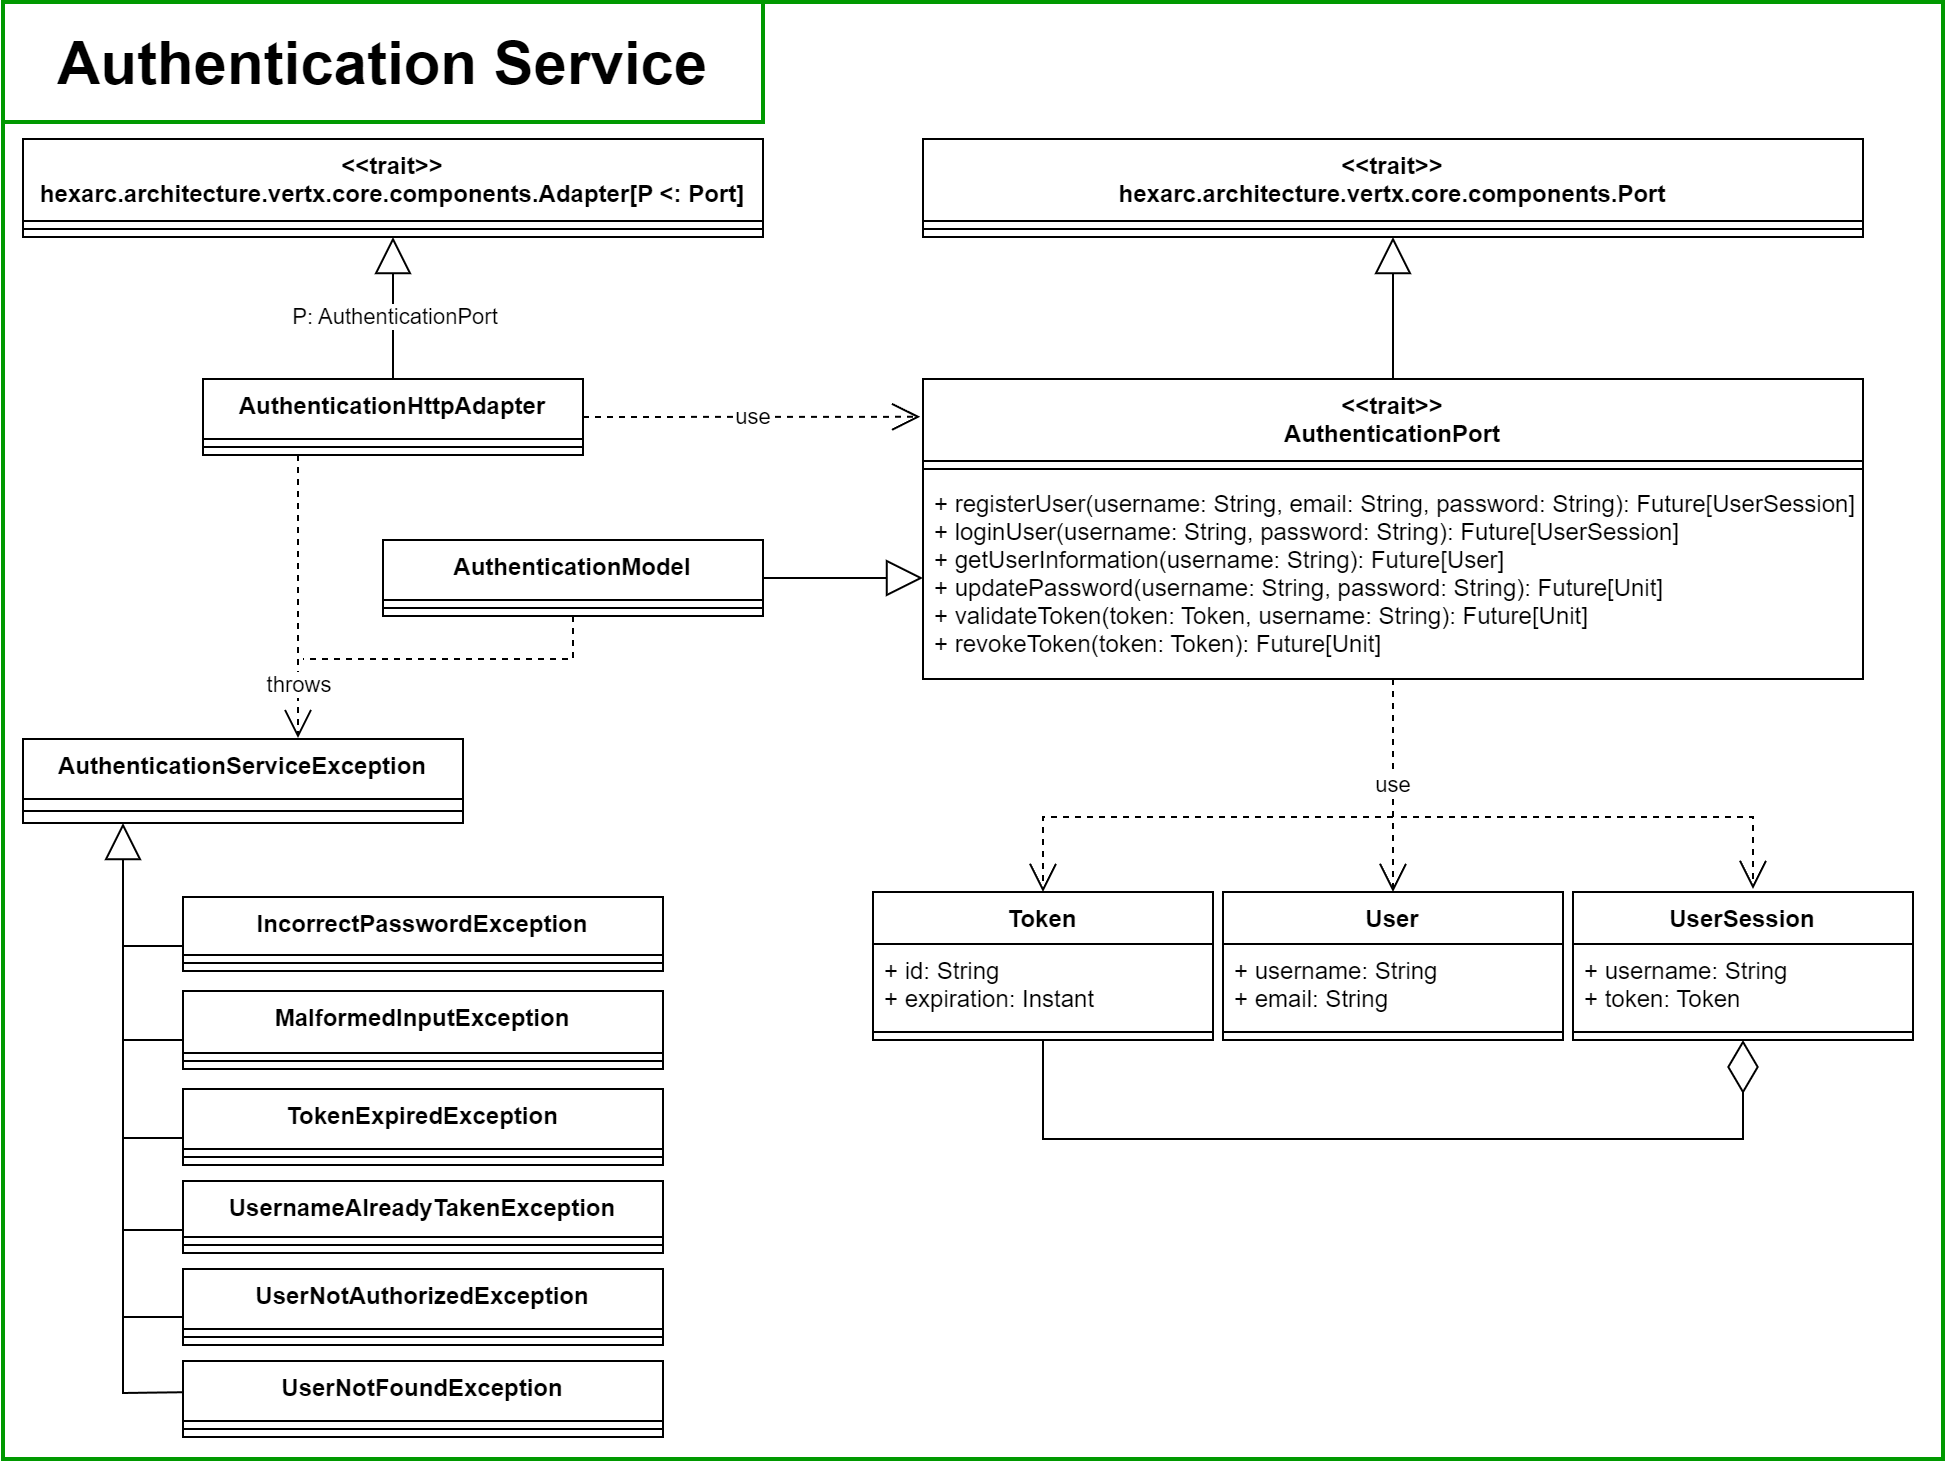 Authentication Service
<<trait>>
hexarc.architecture.vertx.core.components.Adapter[P <: Port]
<<trait>>
hexarc.architecture.vertx.core.components.Port
P: AuthenticationPort
AuthenticationHttpAdapter
use
<<trait>>
AuthenticationPort
+ registerUser(username: String, email: String, password: String): Future[UserSession]
+ loginUser(username: String, password: String): Future[UserSession]
+ getUserInformation(username: String): Future[User]
+ updatePassword(username: String, password: String): Future[Unit]
+ validateToken(token: Token, username: String): Future[Unit]
+ revokeToken(token: Token): Future[Unit]
AuthenticationModel
throws
AuthenticationServiceException
use
IncorrectPasswordException
MalformedInputException
TokenExpiredException
UsernameAlreadyTakenException
UserNotAuthorizedException
UserNotFoundException
Token
+ id: String
+ expiration: Instant
User
+ username: String
+ email: String
UserSession
+ username: String
+ token: Token